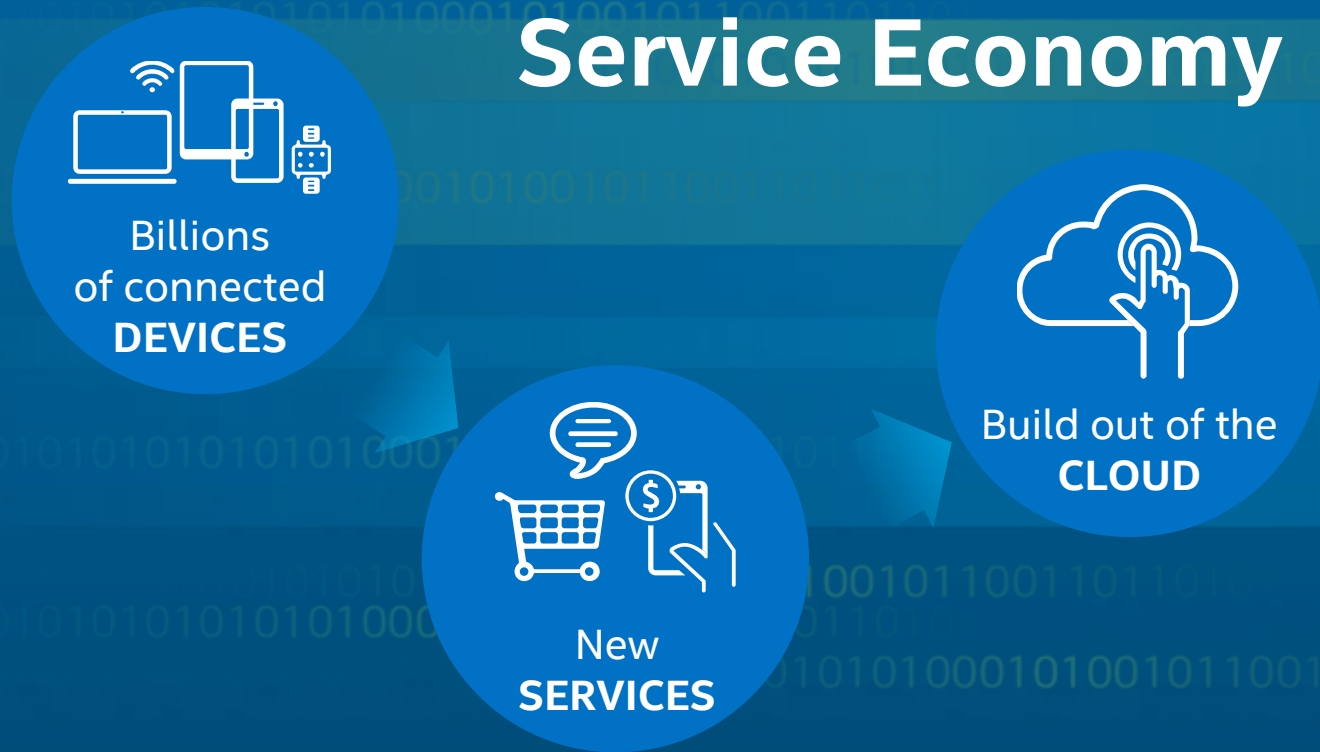 Service Economy
Billions
of connected
DEVICES
$
New
SERVICES
Build out of the
CLOUD